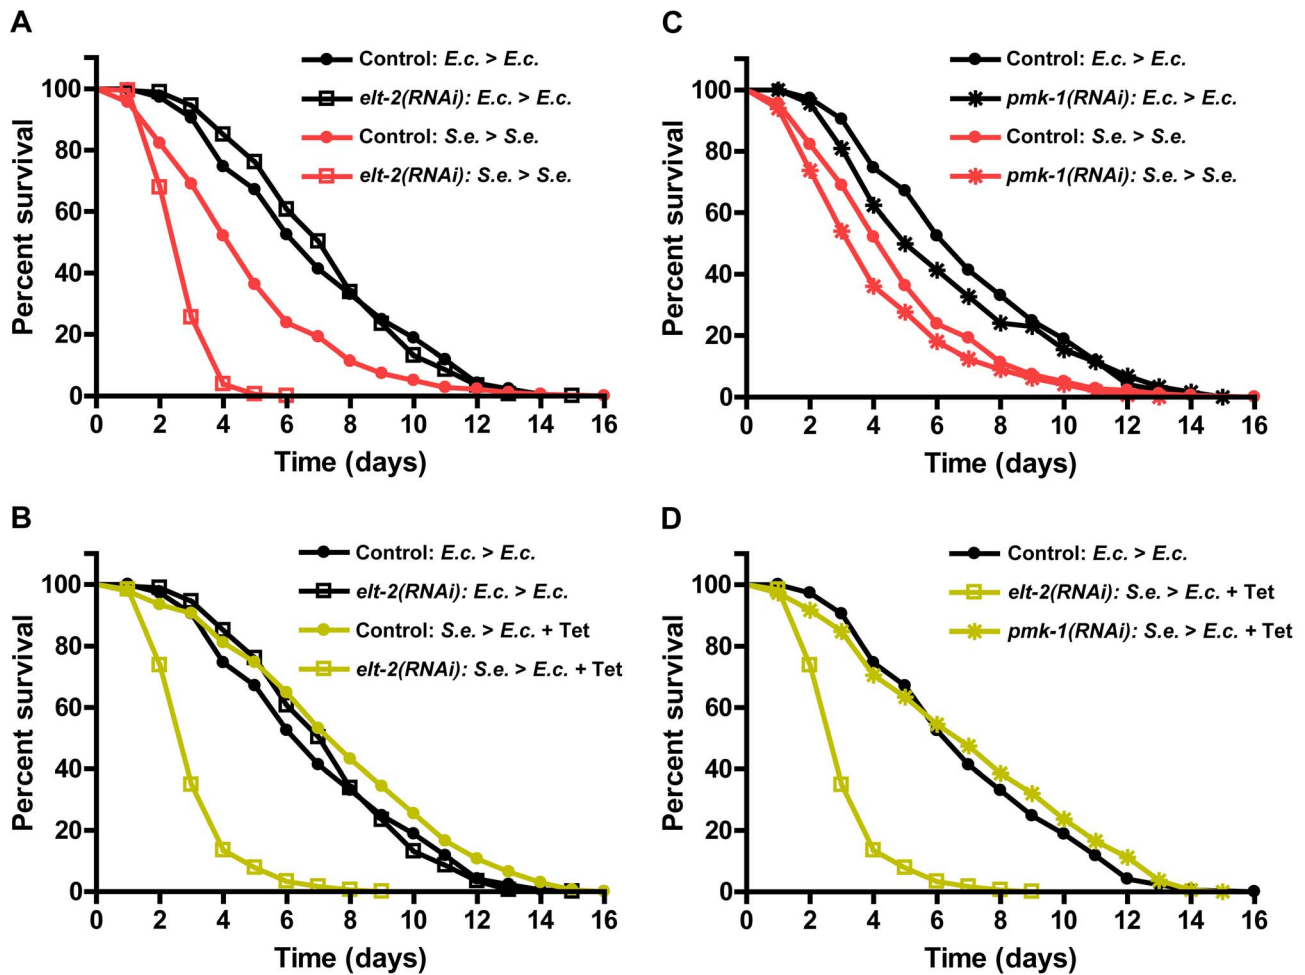 A
Control: E.c. > E.c.
elt-2(RNAi): E.c. > E.c.
Control: S.e. > S.e.
elt-2(RNAi): S.e. > S.e.
Percent survival
100
80
60
40
20
0
0 2 4 6 8 10 12 14 16
Time (days)
C
Control: E.c. > E.c.
pmk-1(RNAi): E.c. > E.c.
Control: S.e. > S.e.
pmk-1(RNAi): S.e. > S.e.
Percent survival
100
80
60
40
20
0
0 2 4 6 8 10 12 14 16
Time (days)
B
Control: E.c. > E.c.
elt-2(RNAi): E.c. > E.c.
Control: S.e. > E.c. + Tet
elt-2(RNAi): S.e. > E.c. + Tet
Percent survival
100
80
60
40
20
0
0 2 4 6 8 10 12 14 16
Time (days)
D
Control: E.c. > E.c.
elt-2(RNAi): S.e. > E.c. + Tet
pmk-1(RNAi): S.e. > E.c. + Tet
Percent survival
100
80
60
40
20
0
0 2 4 6 8 10 12 14 16
Time (days)